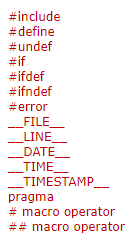 #include
#define
#undef
#if
#ifdef
#ifndef
#error
__FILE__
__LINE__
__DATE__
__TIME__
__TIMESTAMP__
pragma
# macro operator
## macro operator